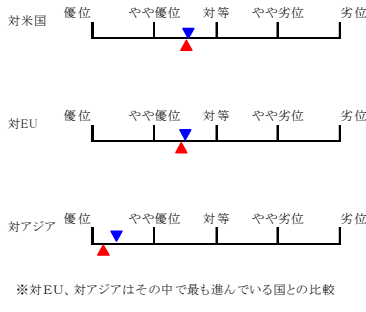 対米国
優位 やや優位 対等 やや劣位 劣位
対EU
優位 やや優位 対等 やや劣位 劣位
対アジア
優位 やや優位 対等 やや劣位 劣位
※対EU、対アジアはその中で最も進んでいる国との比較